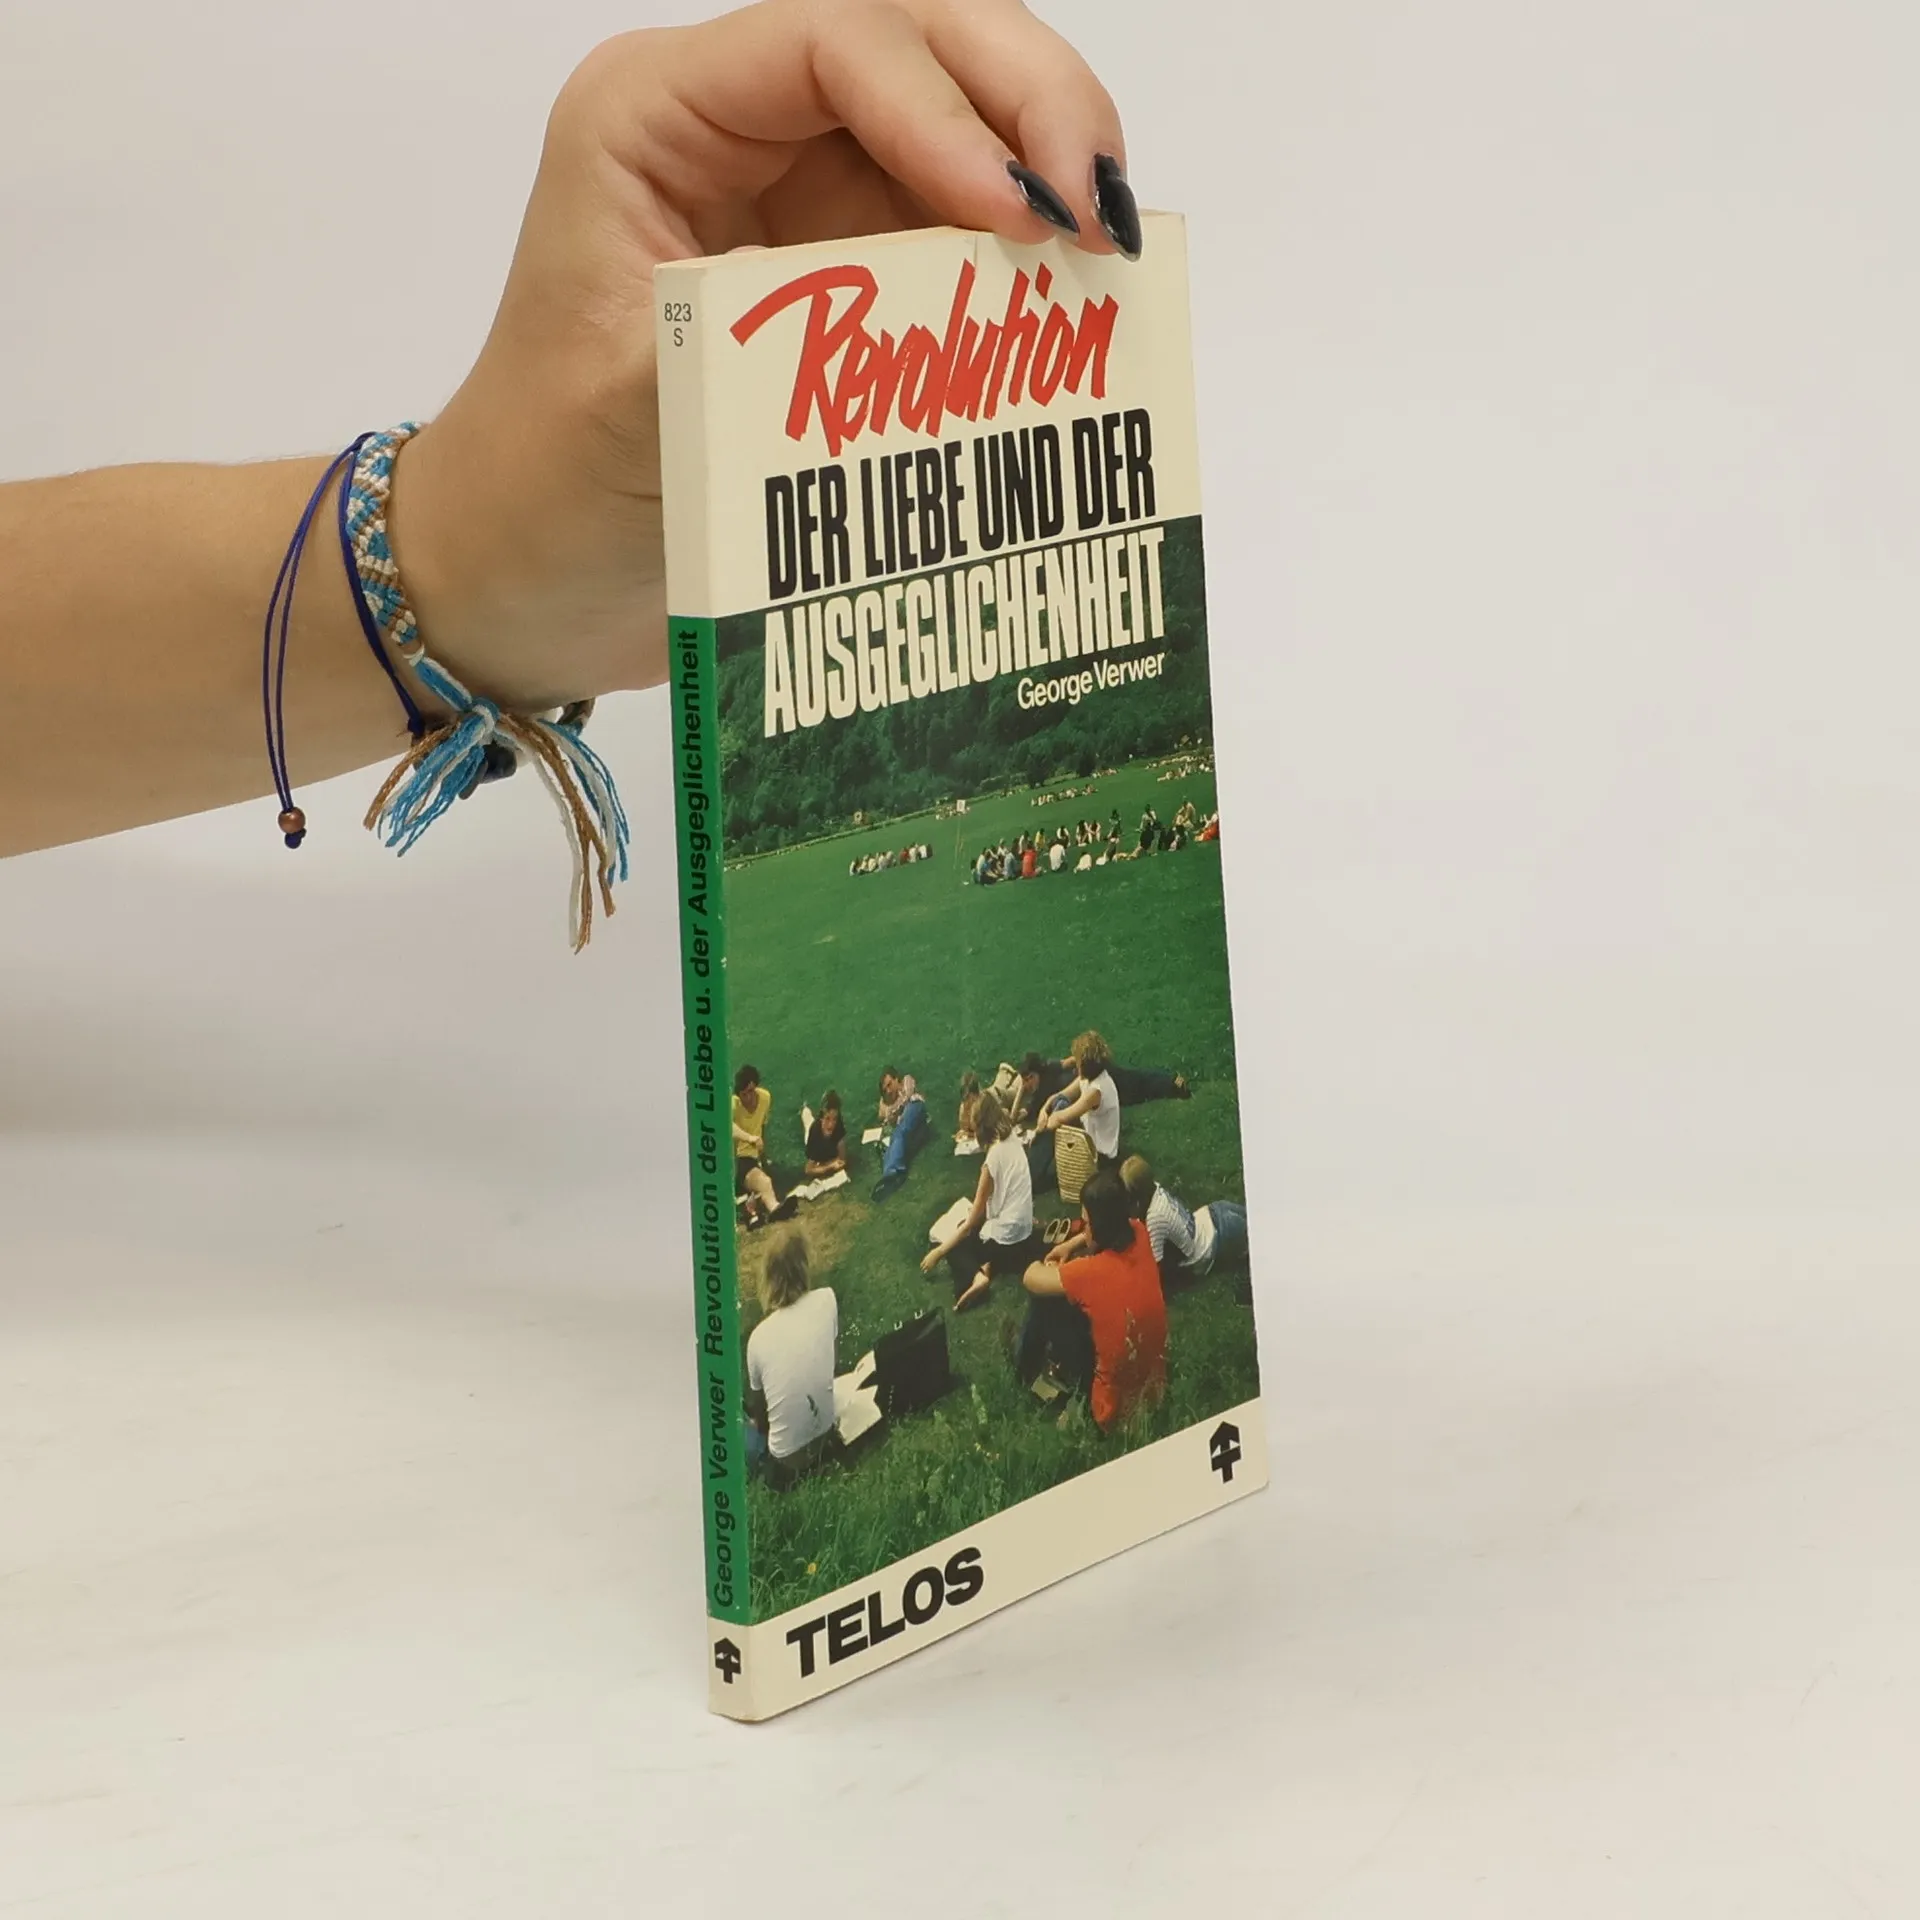 823
S
George Verwer Revolution der Liebe u. der Ausgeglichenheit
Revolution
DER LIEBE UND DER
AUSGEGLICHENHEIT
George Verwer
TELOS